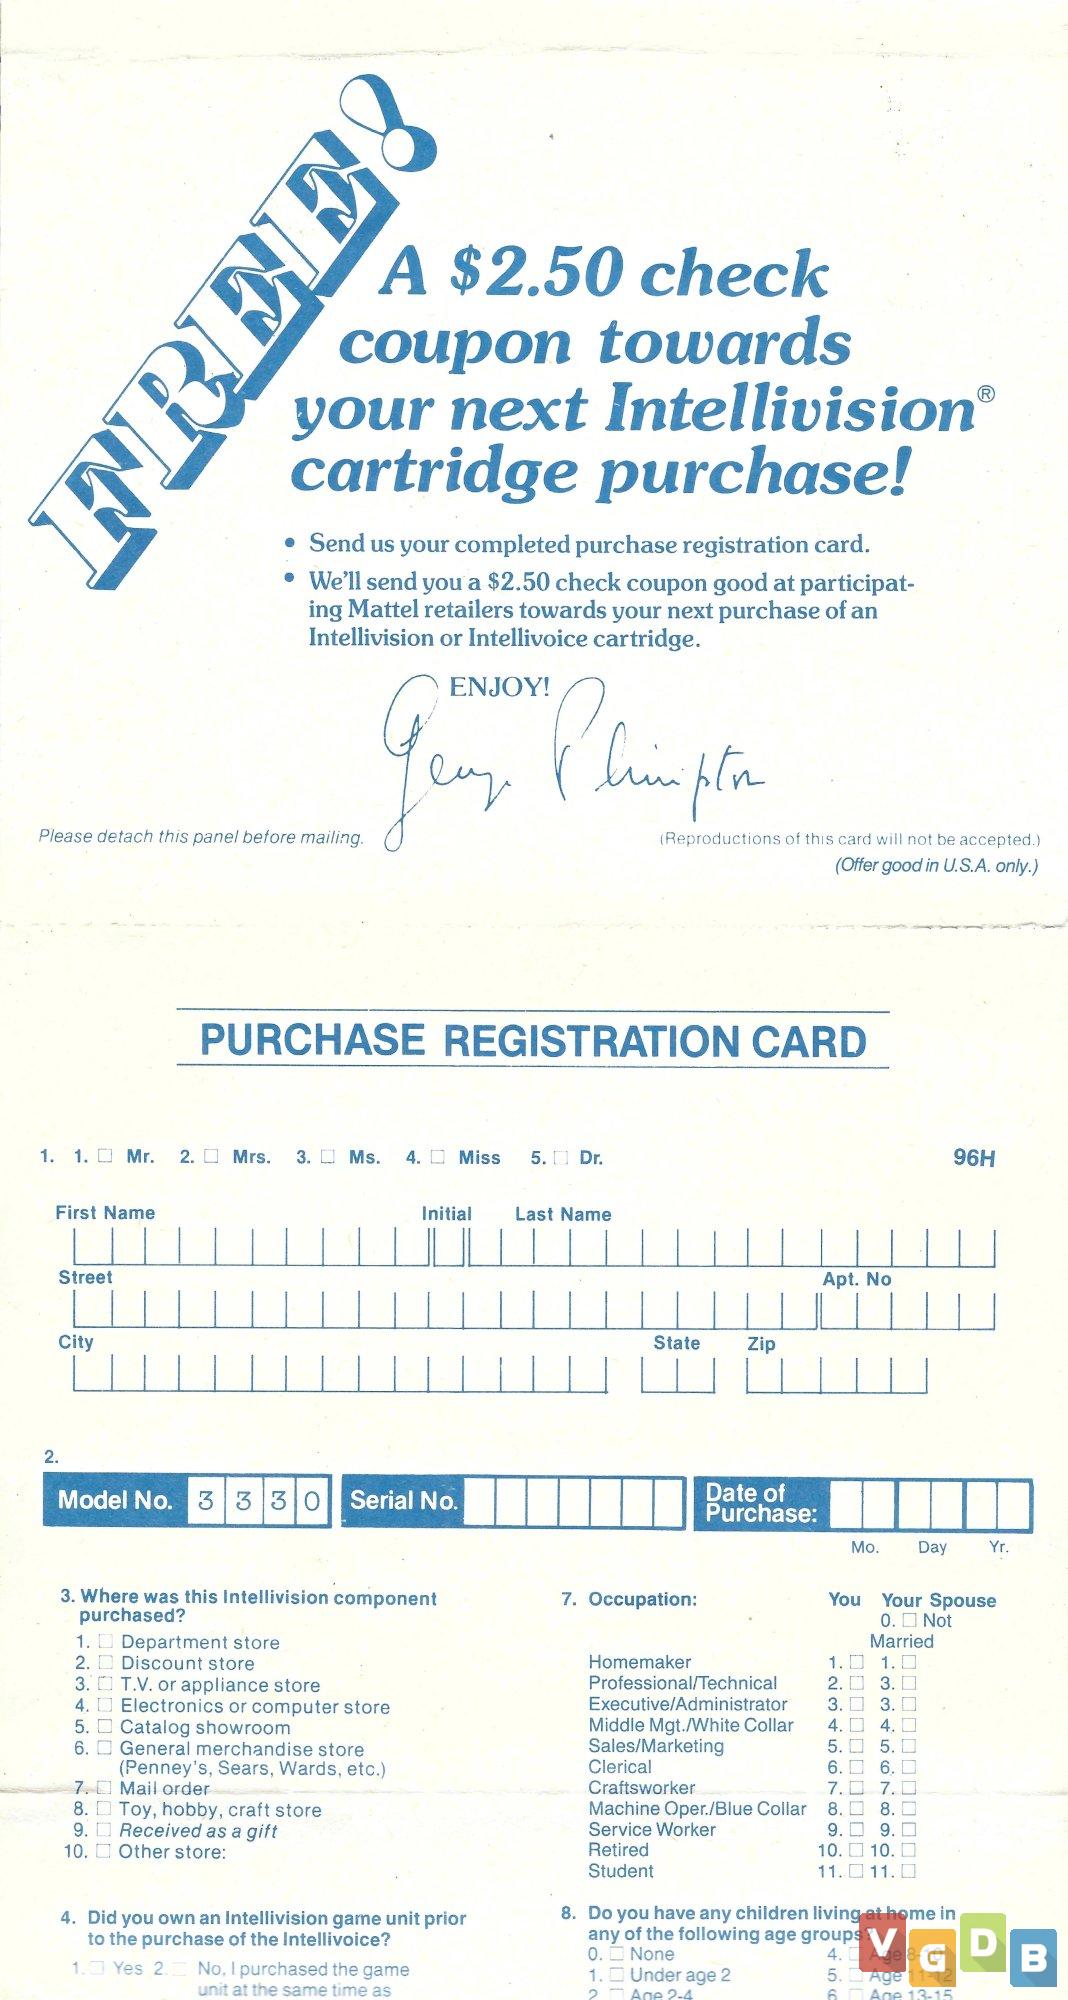 FREE!
A $2.50 check
coupon towards
your next Intellivision®
cartridge purchase!
• Send us your completed purchase registration card.
• We'll send you a $2.50 check coupon good at participat-
ing Mattel retailers towards your next purchase of an
Intellivision or Intellivoice cartridge.
ENJOY!
George Plimpton
Please detach this panel before mailing.
(Reproductions of this card will not be accepted.)
(Offer good in U.S.A. only.)
PURCHASE REGISTRATION CARD
1. 1. □ Mr. 2. □ Mrs. 3. □ Ms. 4. □ Miss 5. □ Dr. 96H
First Name Initial Last Name
Street Apt. No
City State Zip
2.
Model No. 3330 Serial No. Date of
Purchase:
Mo. Day Yr.
3. Where was this Intellivision component
purchased?
1. □ Department store
2. □ Discount store
3. □ T.V. or appliance store
4. □ Electronics or computer store
5. □ Catalog showroom
6. □ General merchandise store
(Penney's, Sears, Wards, etc.)
7. □ Mail order
8. □ Toy, hobby, craft store
9. □ Received as a gift
10. □ Other store:
4. Did you own an Intellivision game unit prior
to the purchase of the Intellivoice?
1. □ Yes 2. □ No, I purchased the game
unit at the same time as
7. Occupation: You Your Spouse
0. □ Not
Married
Homemaker 1. □ 1. □
Professional/Technical 2. □ 3. □
Executive/Administrator 3. □ 3. □
Middle Mgt./White Collar 4. □ 4. □
Sales/Marketing 5. □ 5. □
Clerical 6. □ 6. □
Craftsworker 7. □ 7. □
Machine Oper./Blue Collar 8. □ 8. □
Service Worker 9. □ 9. □
Retired 10. □ 10. □
Student 11. □ 11. □
8. Do you have any children living at home in
any of the following age groups
0. □ None 4. □ Age 8-10
1. □ Under age 2 5. □ Age 11-12
2 □ Age 2-4 6 □ Age 13-15
VGDB